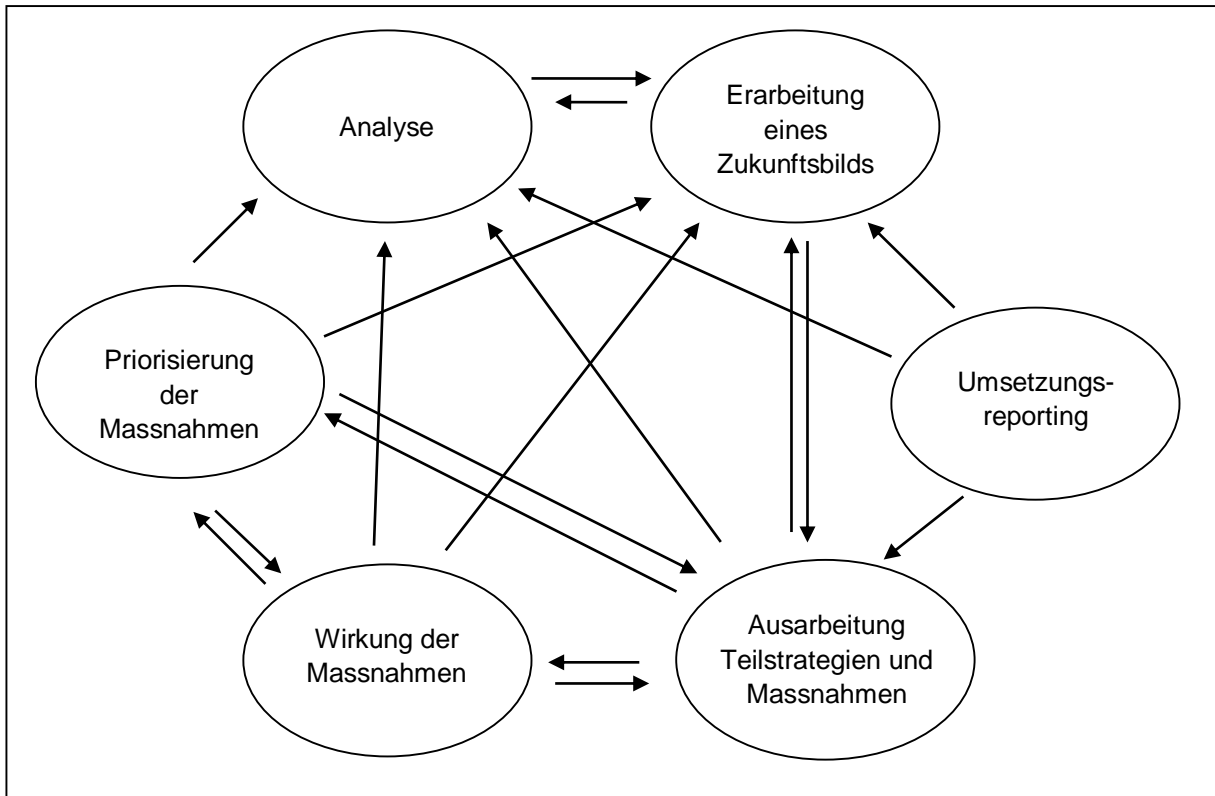 Analyse
Erarbeitung
eines
Zukunftsbilds
Priorisierung
der
Massnahmen
Umsetzungs-
reporting
Wirkung der
Massnahmen
Ausarbeitung
Teilstrategien und
Massnahmen